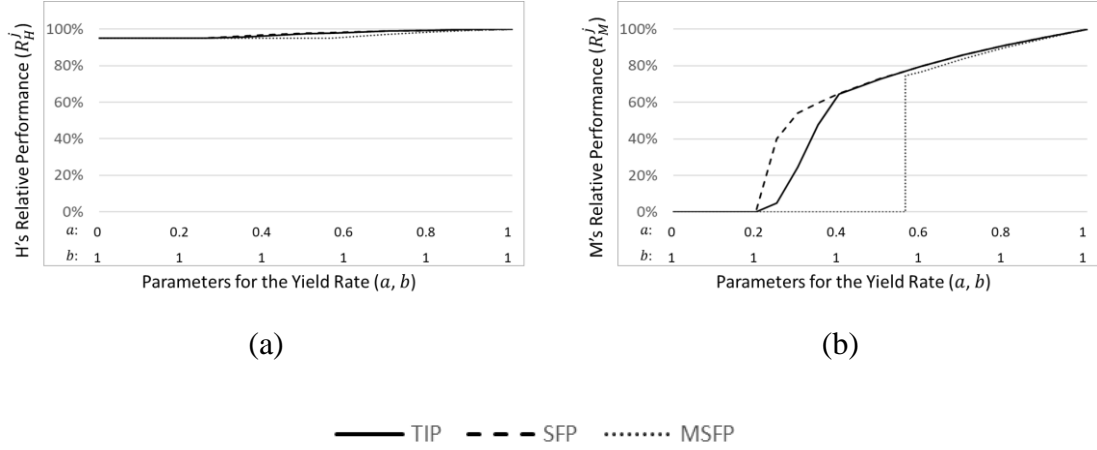 H's Relative Performance (R_H^j)
100%
80%
60%
40%
20%
0%
a: 0 0.2 0.4 0.6 0.8 1
b: 1 1 1 1 1 1
Parameters for the Yield Rate (a, b)
(a)
M's Relative Performance (R_M^j)
100%
80%
60%
40%
20%
0%
a: 0 0.2 0.4 0.6 0.8 1
b: 1 1 1 1 1 1
Parameters for the Yield Rate (a, b)
(b)
TIP SFP MSFP